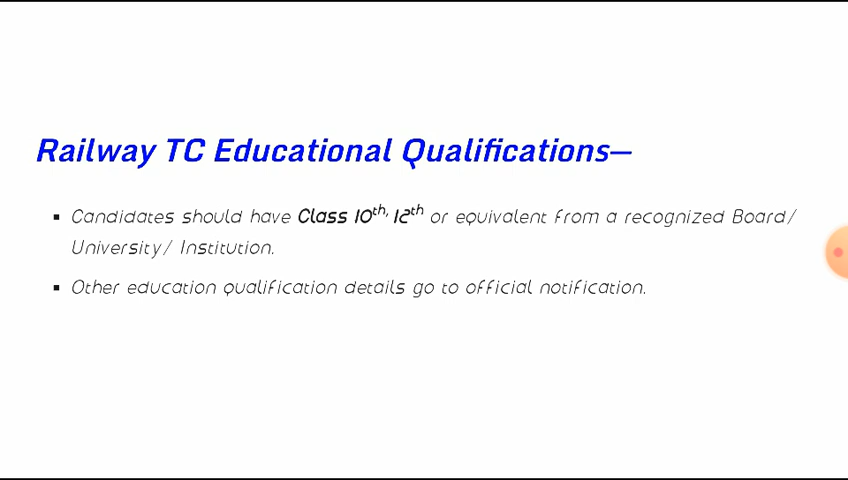 Railway TC Educational Qualifications—
▪ Candidates should have Class 10th, 12th or equivalent from a recognized Board/
University/ Institution.
▪ Other education qualification details go to official notification.